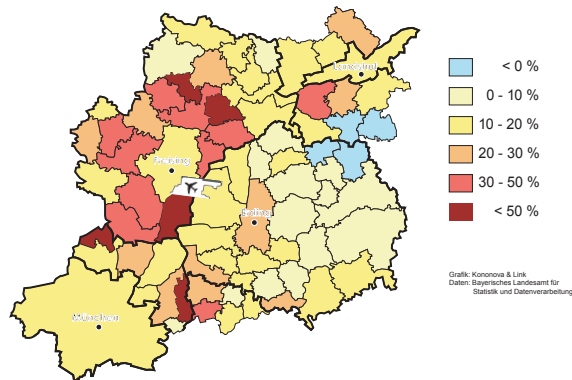 Landshut
Freising
Erding
München
< 0 %
0 - 10 %
10 - 20 %
20 - 30 %
30 - 50 %
< 50 %
Grafik: Kononova & Link
Daten: Bayerisches Landesamt für
Statistik und Datenverarbeitung